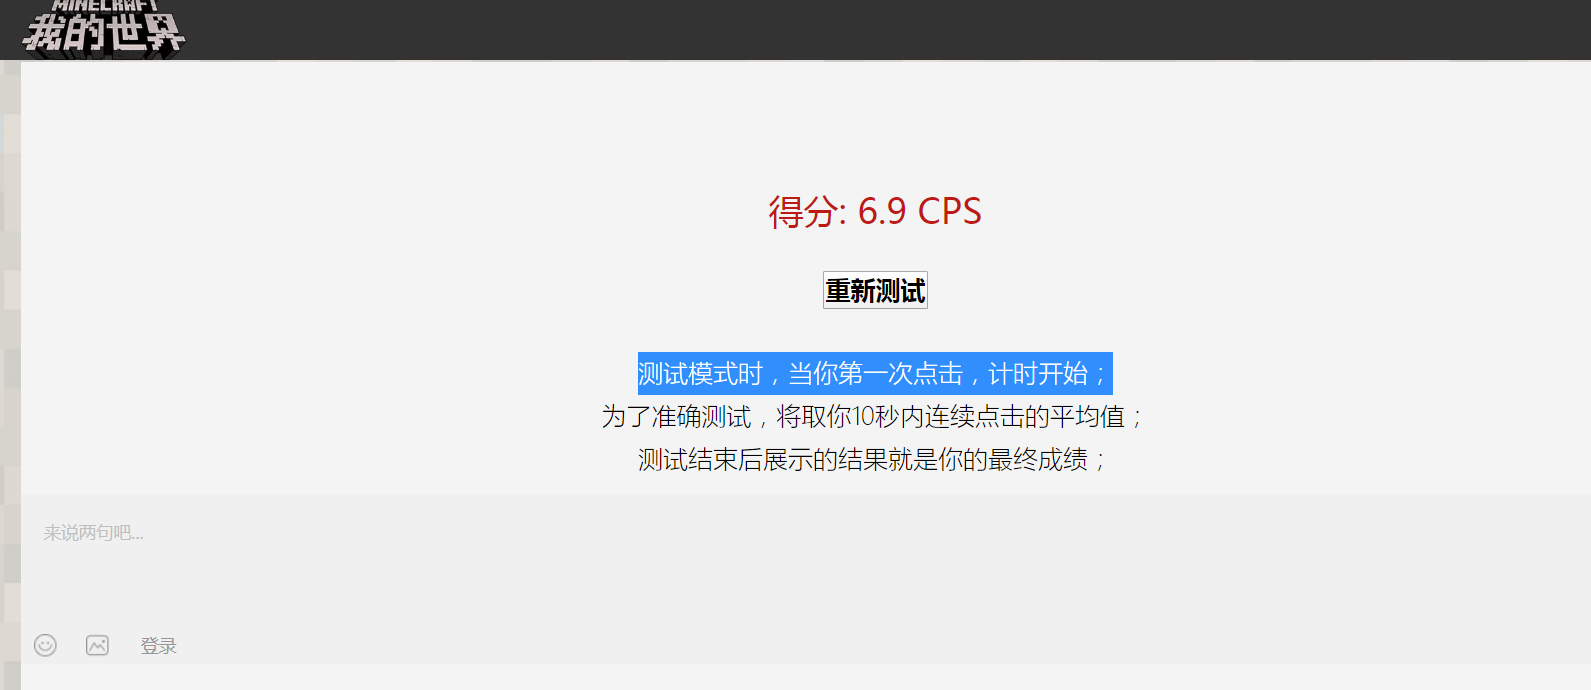 MINECRAFT
我的世界
得分: 6.9 CPS
重新测试
测试模式时，当你第一次点击，计时开始；
为了准确测试，将取你10秒内连续点击的平均值；
测试结束后展示的结果就是你的最终成绩；
来说两句吧...
登录